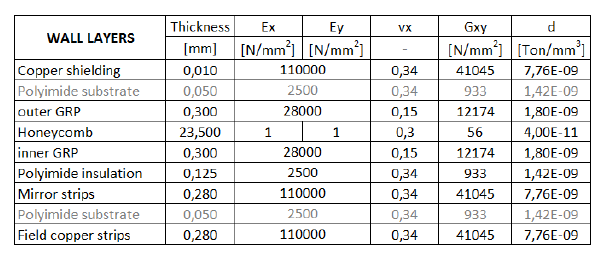 WALL LAYERS Thickness Ex Ey vx Gxy d
[mm] [N/mm²] [N/mm²] - [N/mm²] [Ton/mm³]
Copper shielding 0,010 110000 0,34 41045 7,76E-09
Polyimide substrate 0,050 2500 0,34 933 1,42E-09
outer GRP 0,300 28000 0,15 12174 1,80E-09
Honeycomb 23,500 1 1 0,3 56 4,00E-11
inner GRP 0,300 28000 0,15 12174 1,80E-09
Polyimide insulation 0,125 2500 0,34 933 1,42E-09
Mirror strips 0,280 110000 0,34 41045 7,76E-09
Polyimide substrate 0,050 2500 0,34 933 1,42E-09
Field copper strips 0,280 110000 0,34 41045 7,76E-09